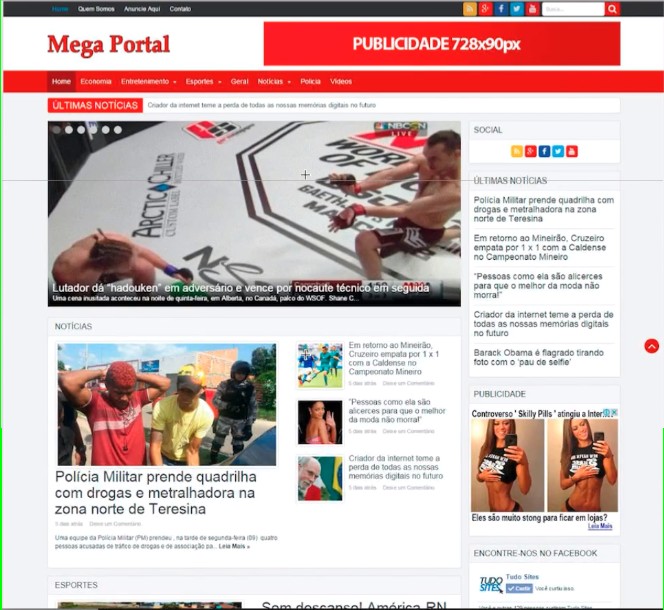 Home Quem Somos Anuncie Aqui Contato
Busca...
Mega Portal
PUBLICIDADE 728x90px
Home Economia Entretenimento Esportes Geral Notícias Polícia Vídeos
ÚLTIMAS NOTÍCIAS
Criador da internet teme a perda de todas as nossas memórias digitais no futuro
NBCSN
LIVE
ARCTIC CHILLER
CUSTOM LABEL
WORLD
OF
Lutador dá "hadouken" em adversário e vence por nocaute técnico em seguida
Uma cena inusitada aconteceu na noite de quinta-feira, em Alberta, no Canadá, palco do WSOF. Shane C...
SOCIAL
ÚLTIMAS NOTÍCIAS
Polícia Militar prende quadrilha com
drogas e metralhadora na zona
norte de Teresina
Em retorno ao Mineirão, Cruzeiro
empata por 1 x 1 com a Caldense
no Campeonato Mineiro
"Pessoas como ela são alicerces
para que o melhor da moda não
morra!"
Criador da internet teme a perda de
todas as nossas memórias digitais
no futuro
Barack Obama é flagrado tirando
foto com o 'pau de selfie'
NOTÍCIAS
Polícia Militar prende quadrilha
com drogas e metralhadora na
zona norte de Teresina
5 dias atrás Deixe um Comentário
Uma equipe da Polícia Militar (PM) prendeu , na tarde de segunda-feira (09) quatro
pessoas acusadas de tráfico de drogas e de associação pa... Leia Mais »
Em retorno ao Mineirão,
Cruzeiro empata por 1 x 1
com a Caldense no
Campeonato Mineiro
5 dias atrás Deixe um Comentário
"Pessoas como ela são
alicerces para que o melhor
da moda não morra!"
5 dias atrás Deixe um Comentário
Criador da internet teme a
perda de todas as nossas
memórias digitais no futuro
5 dias atrás Deixe um Comentário
PUBLICIDADE
Controverso ' Skilly Pills ' atingiu a Inter
Eles são muito stong para ficar em lojas?
Leia Mais
ENCONTRE-NOS NO FACEBOOK
TUDO
SITES
Tudo Sites
Curtir
Você curtiu isso.
ESPORTES
Sem descanso! América-RN